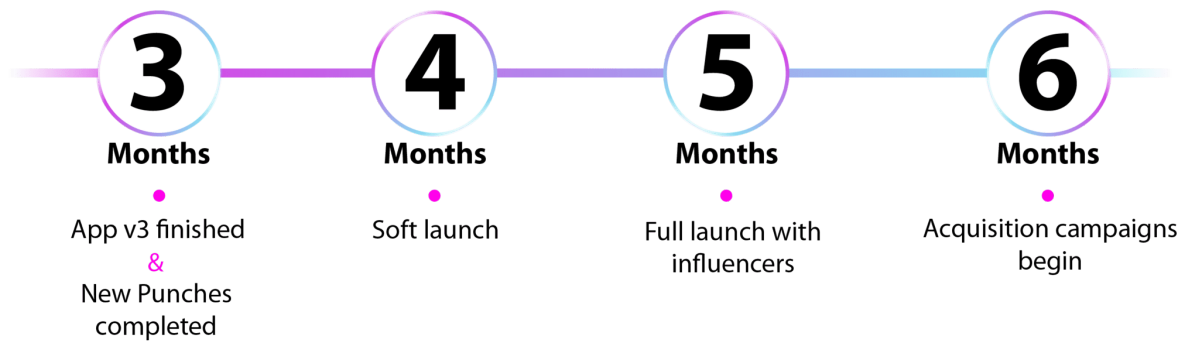 3
Months
App v3 finished
&
New Punches
completed
4
Months
Soft launch
5
Months
Full launch with
influencers
6
Months
Acquisition campaigns
begin